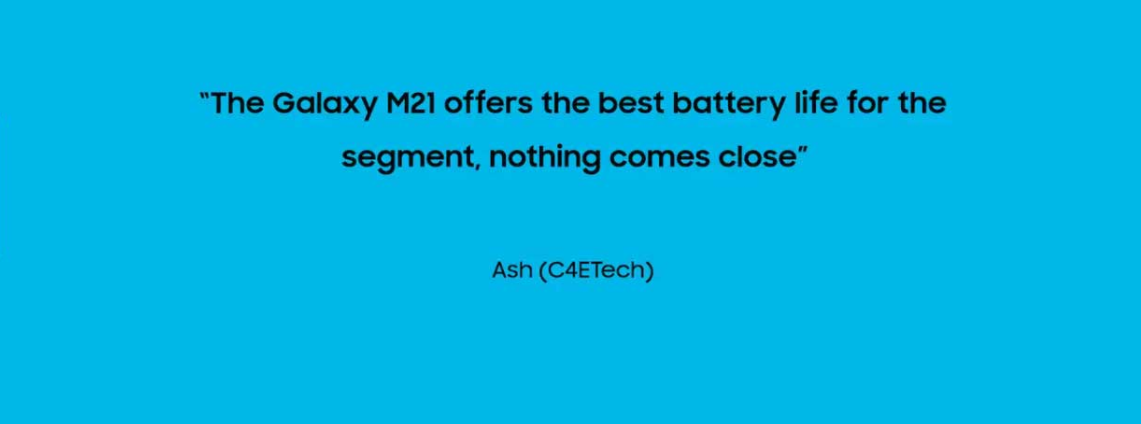 “The Galaxy M21 offers the best battery life for the
segment, nothing comes close”
Ash (C4ETech)